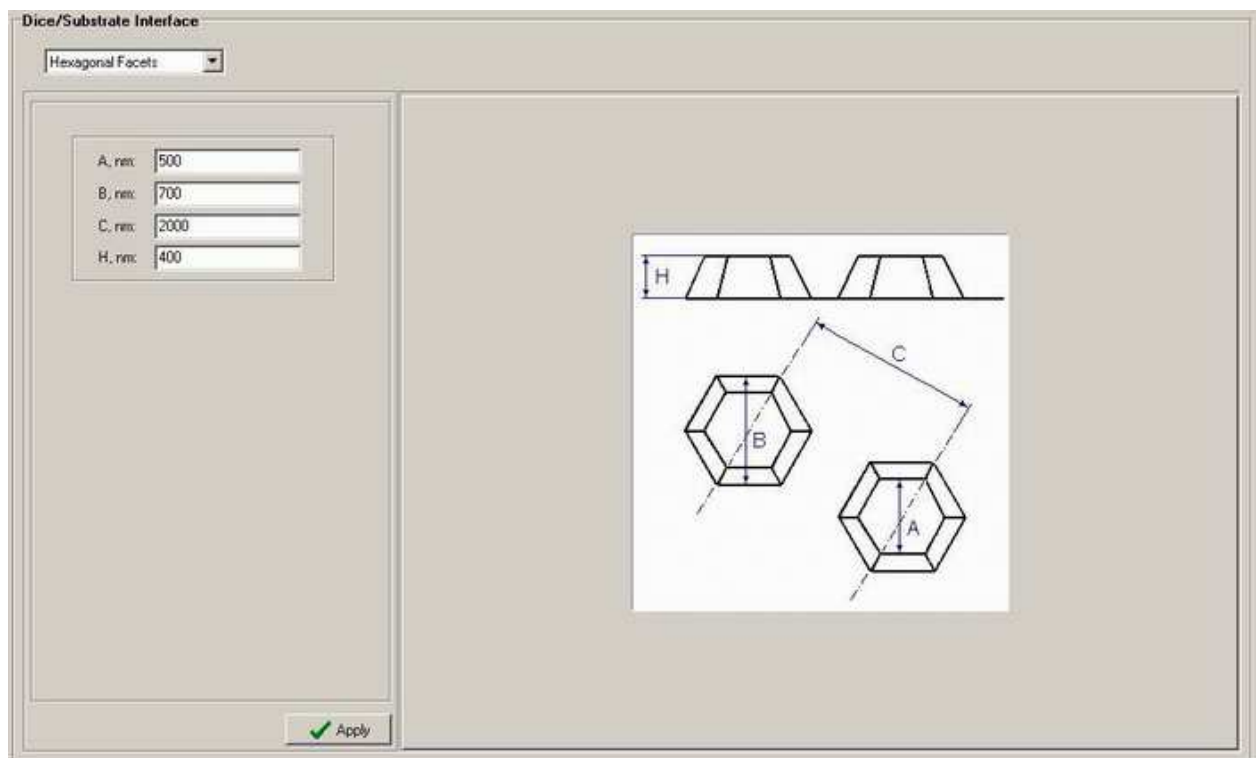 Dice/Substrate Interface
Hexagonal Facets
A, nm: 500
B, nm: 700
C, nm: 2000
H, nm: 400
Apply
H
C
B
A